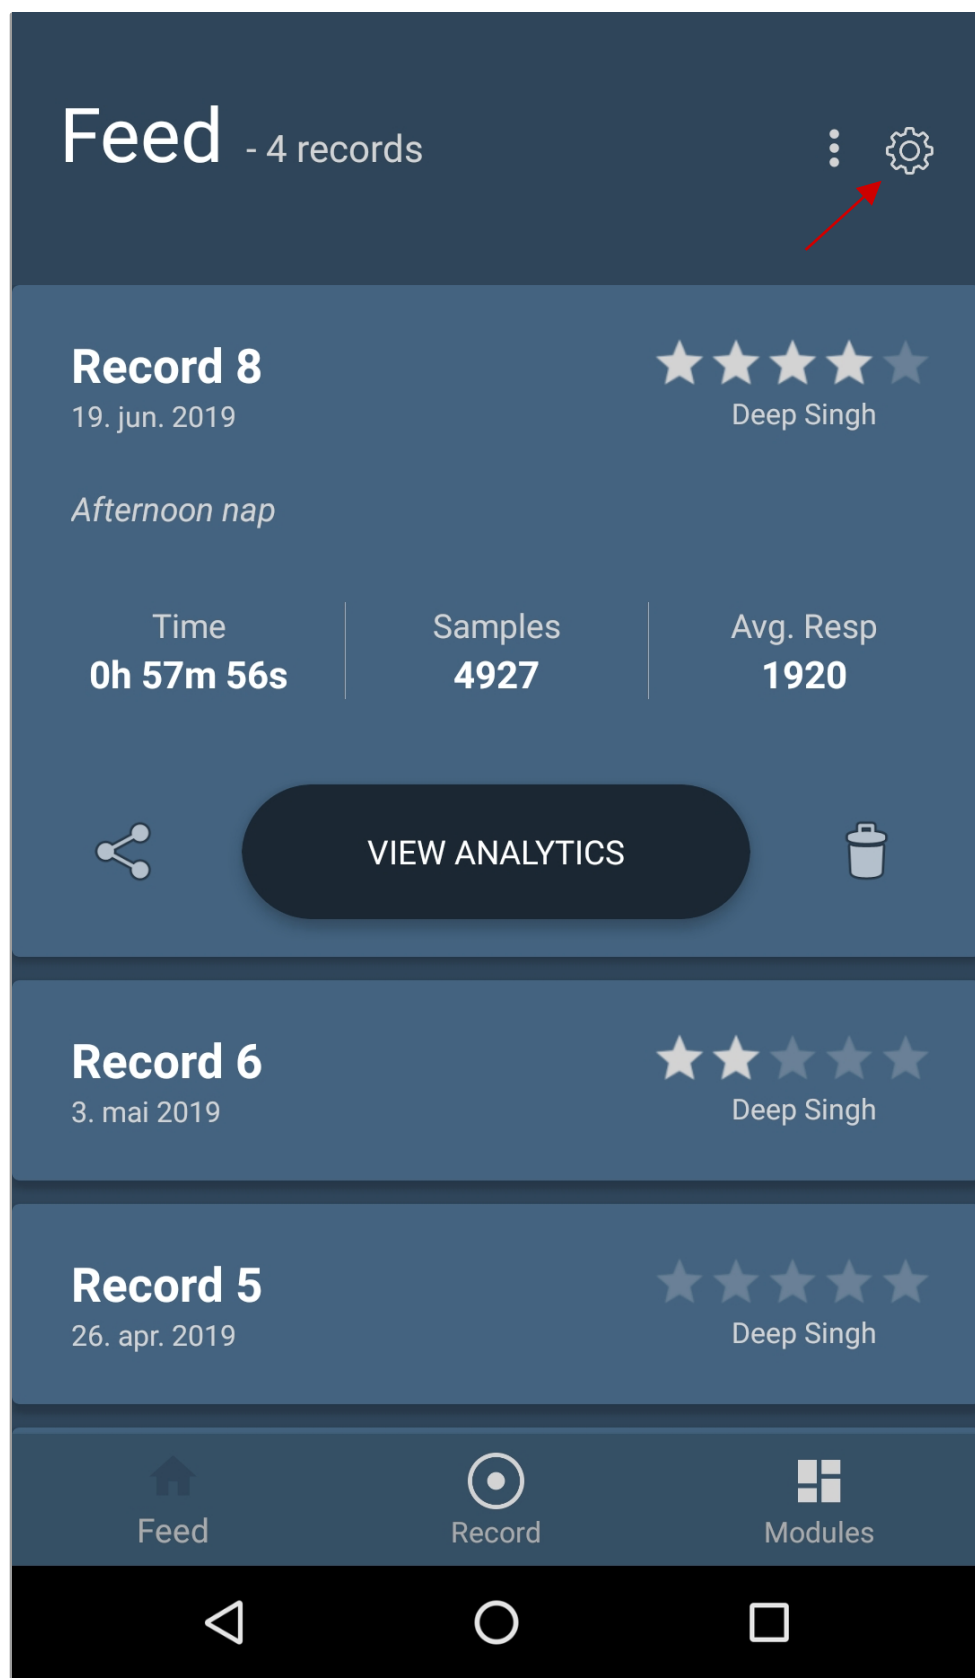 Feed - 4 records
Record 8
19. jun. 2019
Deep Singh
Afternoon nap
Time Samples Avg. Resp
0h 57m 56s 4927 1920
VIEW ANALYTICS
Record 6
3. mai 2019
Deep Singh
Record 5
26. apr. 2019
Deep Singh
Feed Record Modules